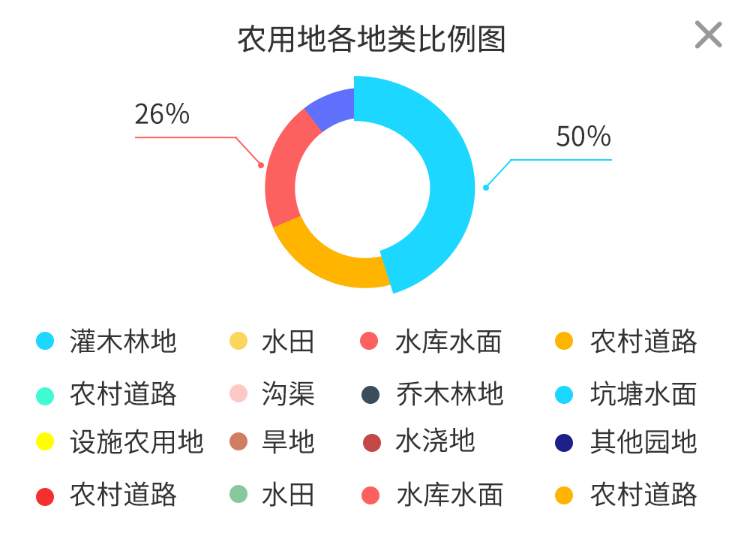 农用地各地类比例图
26%
50%
灌木林地 水田 水库水面 农村道路
农村道路 沟渠 乔木林地 坑塘水面
设施农用地 旱地 水浇地 其他园地
农村道路 水田 水库水面 农村道路